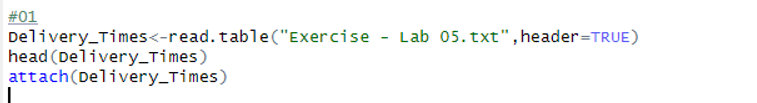 #01
Delivery_Times<-read.table("Exercise - Lab 05.txt",header=TRUE)
head(Delivery_Times)
attach(Delivery_Times)